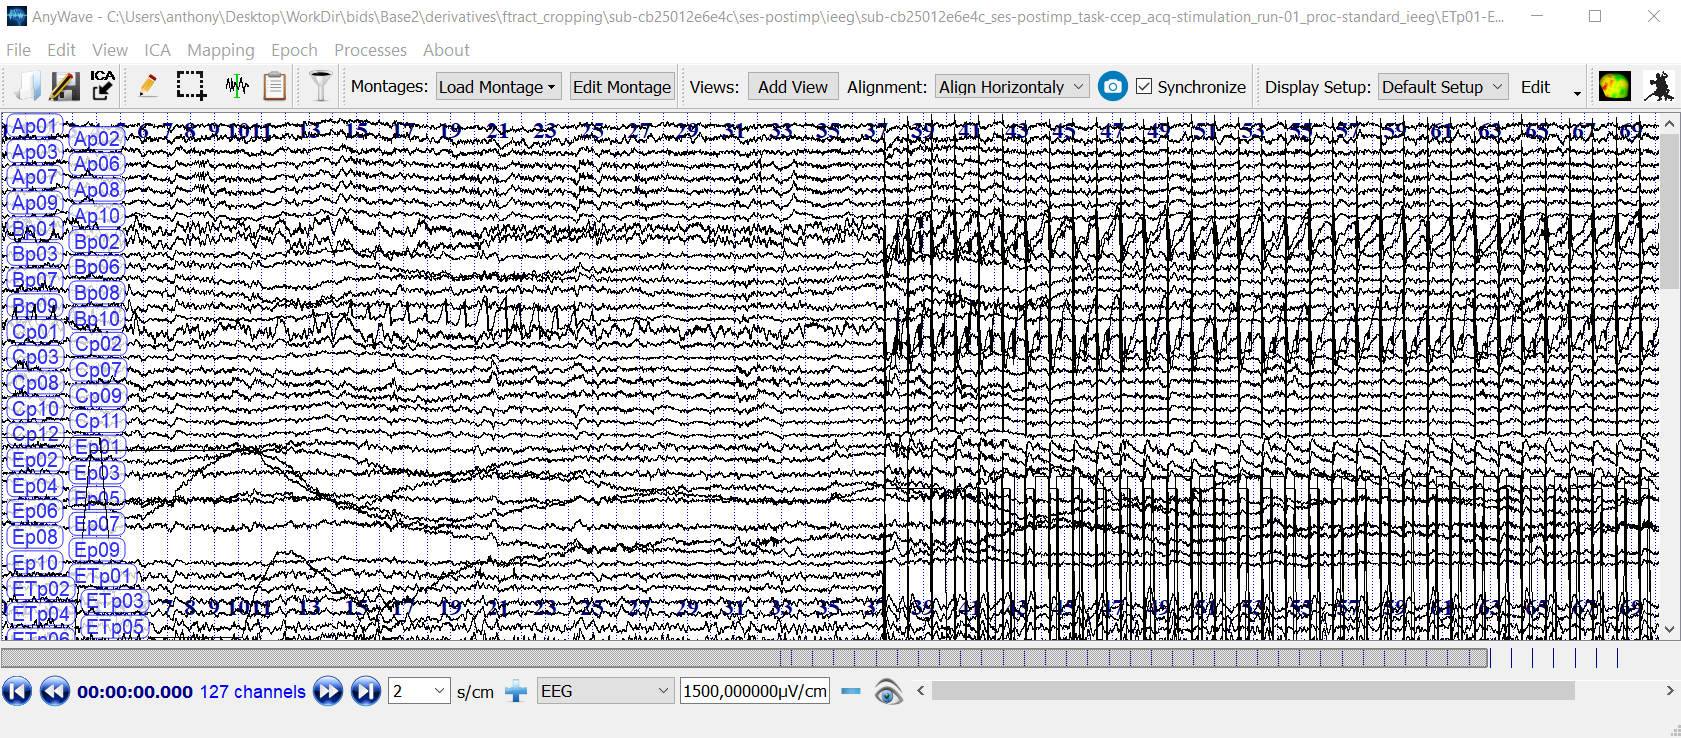 AnyWave - C:\Users\anthony\Desktop\WorkDir\bids\Base2\derivatives\ftract_cropping\sub-cb25012e6e4c\ses-postimp\ieeg\sub-cb25012e6e4c_ses-postimp_task-ccep_acq-stimulation_run-01_proc-standard_ieeg\ETp01-E...
File Edit View ICA Mapping Epoch Processes About
ICA Montages: Load Montage Edit Montage Views: Add View Alignment: Align Horizontaly Synchronize Display Setup: Default Setup Edit
6 7 8 9 10 11 13 15 17 19 21 23 25 27 29 31 33 35 37 39 41 43 45 47 49 51 53 55 57 59 61 63 65 67 69
Ap01
Ap02
Ap03
Ap06
Ap07
Ap08
Ap09
Ap10
Bp01
Bp02
Bp03
Bp06
Bp07
Bp08
Bp09
Bp10
Cp01
Cp02
Cp03
Cp07
Cp08
Cp09
Cp10
Cp11
Cp12
Ep01
Ep02
Ep03
Ep04
Ep05
Ep06
Ep07
Ep08
Ep09
Ep10
ETp01
ETp02
ETp03
ETp04
ETp05
ETp06
7 8 9 10 11 13 15 17 19 21 23 25 27 29 31 33 35 37 39 41 43 45 47 49 51 53 55 57 59 61 63 65 67 69
00:00:00.000 127 channels 2 s/cm EEG 1500,000000µV/cm